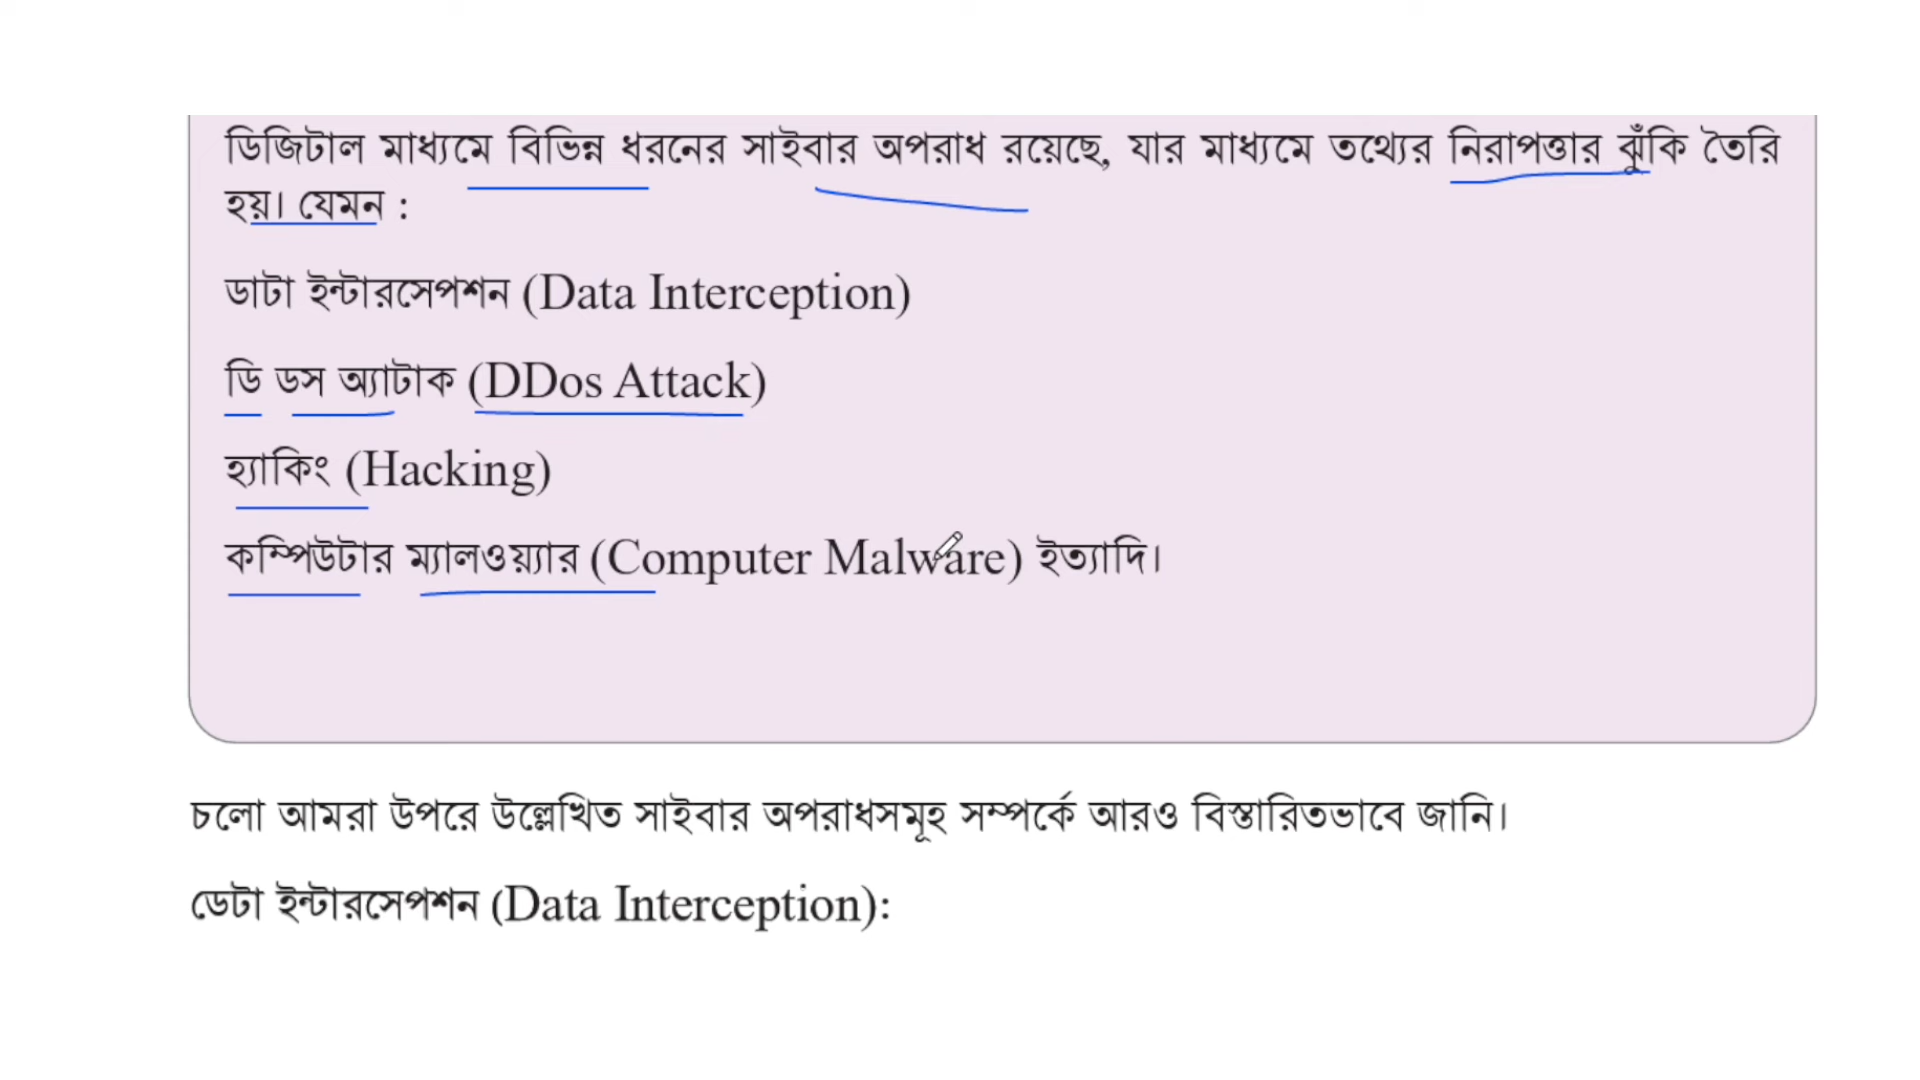 ডিজিটাল মাধ্যমে বিভিন্ন ধরনের সাইবার অপরাধ রয়েছে, যার মাধ্যমে তথ্যের নিরাপত্তার ঝুঁকি তৈরি
হয়। যেমন :
ডাটা ইন্টারসেপশন (Data Interception)
ডি ডস অ্যাটাক (DDos Attack)
হ্যাকিং (Hacking)
কম্পিউটার ম্যালওয়্যার (Computer Malware) ইত্যাদি।
চলো আমরা উপরে উল্লেখিত সাইবার অপরাধসমূহ সম্পর্কে আরও বিস্তারিতভাবে জানি।
ডেটা ইন্টারসেপশন (Data Interception):